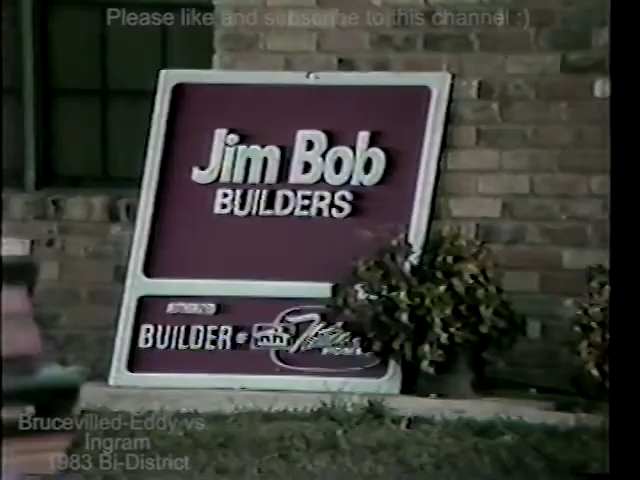 Please like and subscribe to this channel :)
Jim Bob
BUILDERS
BUILDER
Brucevilled-Eddy vs
Ingram
1983 Bi-District